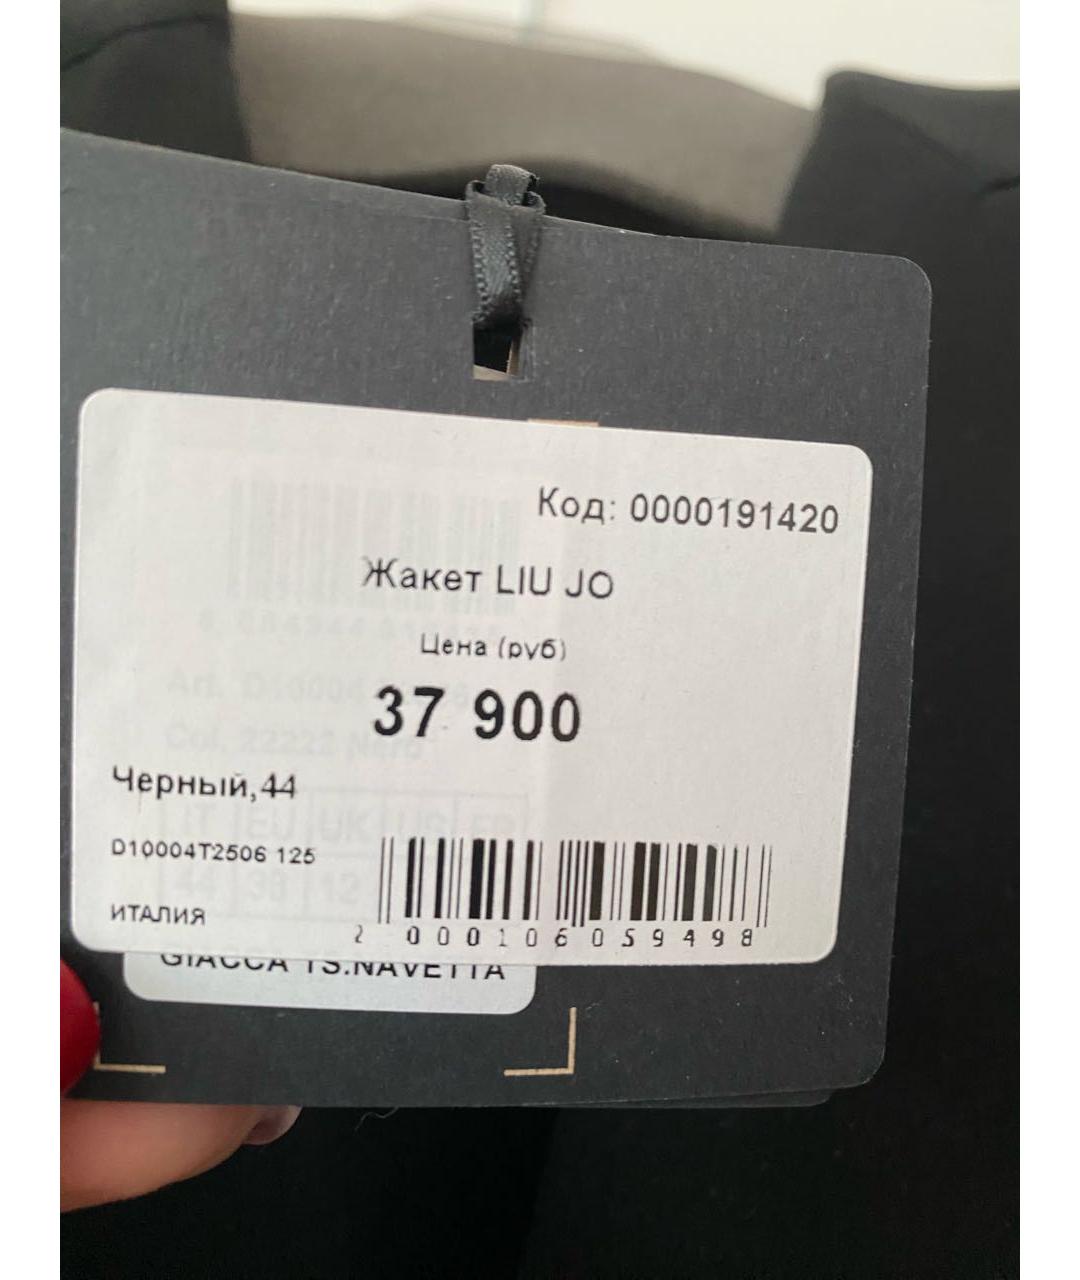 Код: 0000191420
Жакет LIU JO
Цена (руб)
37 900
Черный,44
D10004T2506 125
ИТАЛИЯ
2 000106 059498
GIACCA TS.NAVETTA